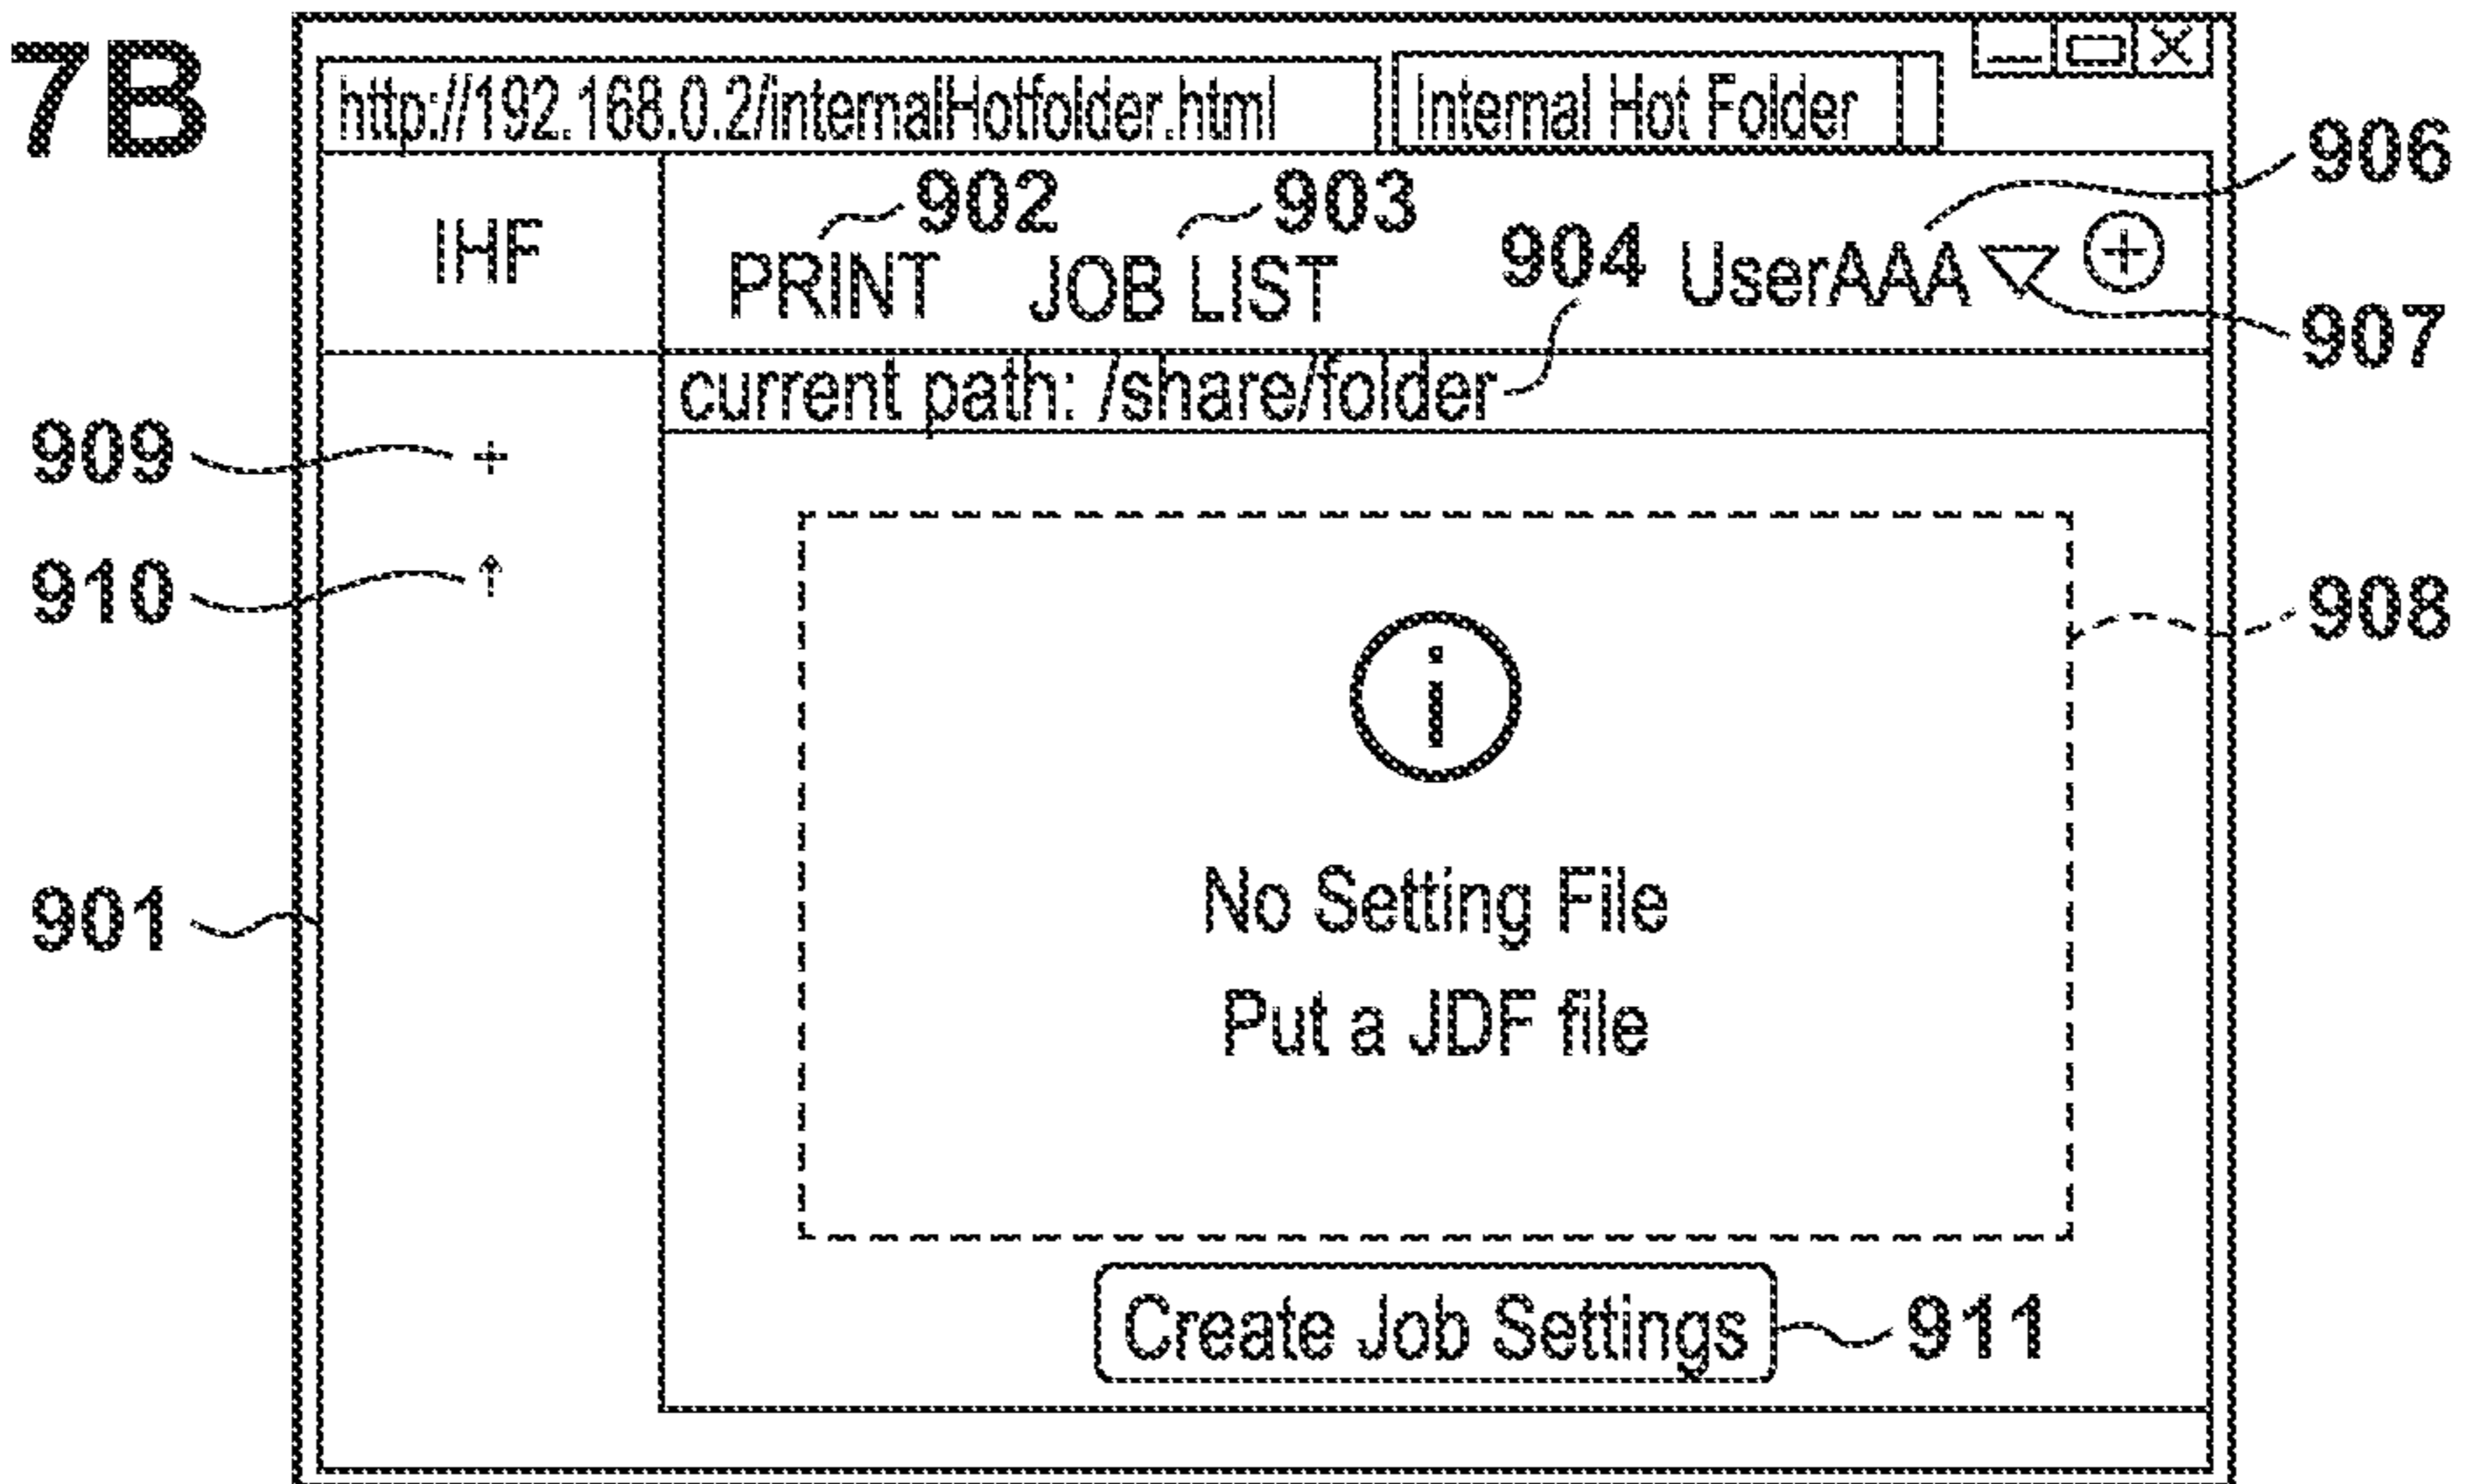 7B
http://192.168.0.2/internalHotfolder.html Internal Hot Folder
906
902 903
IHF PRINT JOB LIST 904 UserAAA
907
current path: /share/folder
909 +
910 ↑
908
i
901
No Setting File
Put a JDF file
Create Job Settings 911